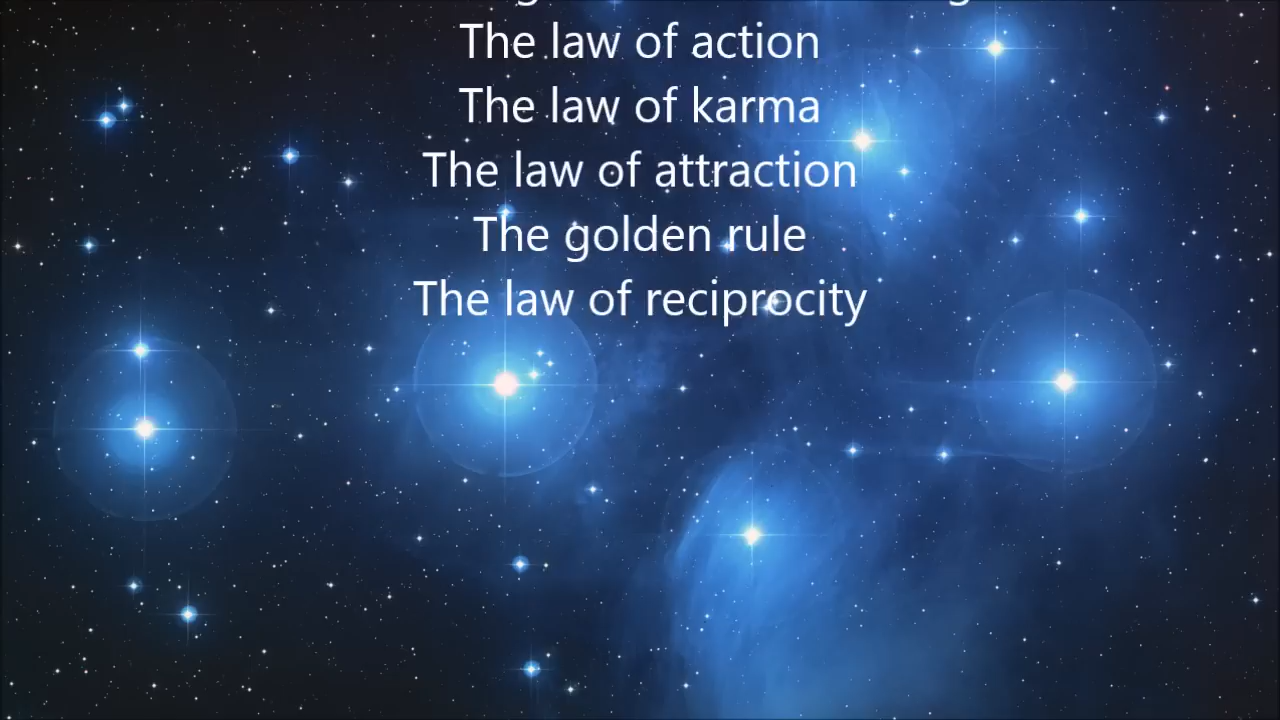 The law of action
The law of karma
The law of attraction
The golden rule
The law of reciprocity